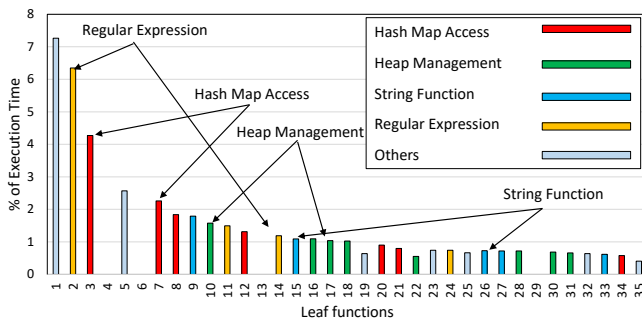 8
7
6
5
4
3
2
1
0
% of Execution Time
Regular Expression
Hash Map Access
Heap Management
String Function
Hash Map Access
Heap Management
String Function
Regular Expression
Others
1 2 3 4 5 6 7 8 9 10 11 12 13 14 15 16 17 18 19 20 21 22 23 24 25 26 27 28 29 30 31 32 33 34 35
Leaf functions